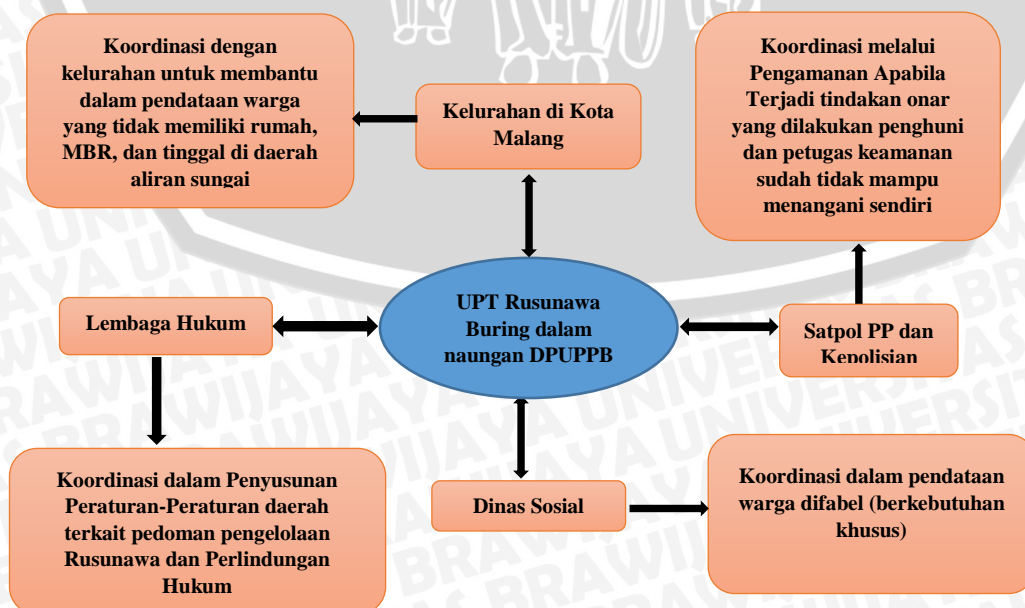 Koordinasi dengan
kelurahan untuk membantu
dalam pendataan warga
yang tidak memiliki rumah,
MBR, dan tinggal di daerah
aliran sungai
Kelurahan di Kota
Malang
Koordinasi melalui
Pengamanan Apabila
Terjadi tindakan onar
yang dilakukan penghuni
dan petugas keamanan
sudah tidak mampu
menangani sendiri
Lembaga Hukum
UPT Rusunawa
Buring dalam
naungan DPUPPB
Satpol PP dan
Kepolisian
Koordinasi dalam Penyusunan
Peraturan-Peraturan daerah
terkait pedoman pengelolaan
Rusunawa dan Perlindungan
Hukum
Dinas Sosial
Koordinasi dalam pendataan
warga difabel (berkebutuhan
khusus)